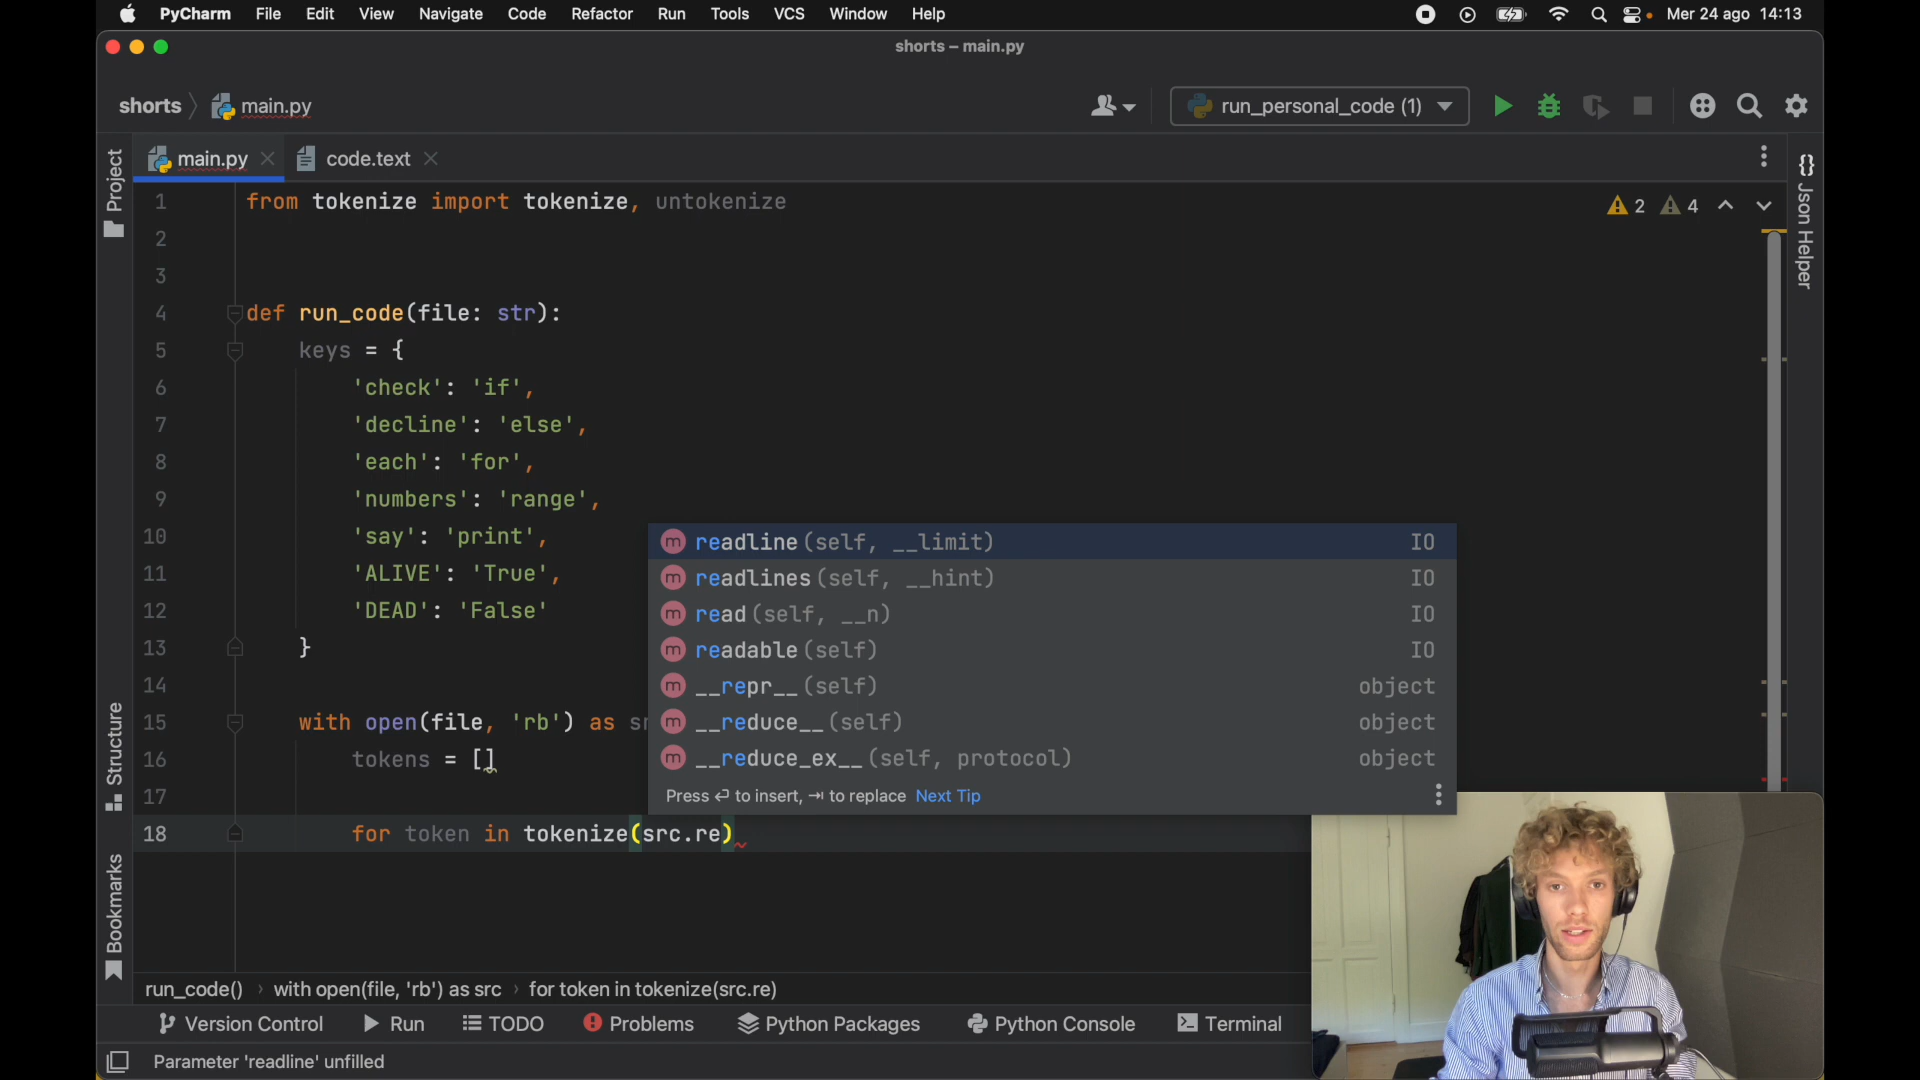 PyCharm File Edit View Navigate Code Refactor Run Tools VCS Window Help Mer 24 ago 14:13
shorts – main.py
shorts main.py run_personal_code (1)
main.py code.text
Project
Json Helper
2 4
1 from tokenize import tokenize, untokenize
2
3
4 def run_code(file: str):
5 keys = {
6 'check': 'if',
7 'decline': 'else',
8 'each': 'for',
9 'numbers': 'range',
10 'say': 'print',
11 'ALIVE': 'True',
12 'DEAD': 'False'
13 }
14
15 with open(file, 'rb') as sr
16 tokens = []
17
18 for token in tokenize(src.re)
readline(self, __limit) IO
readlines(self, __hint) IO
read(self, __n) IO
readable(self) IO
__repr__(self) object
__reduce__(self) object
__reduce_ex__(self, protocol) object
Press ↩ to insert, ⇥ to replace Next Tip
Structure
Bookmarks
run_code() › with open(file, 'rb') as src › for token in tokenize(src.re)
Version Control Run TODO Problems Python Packages Python Console Terminal
Parameter 'readline' unfilled